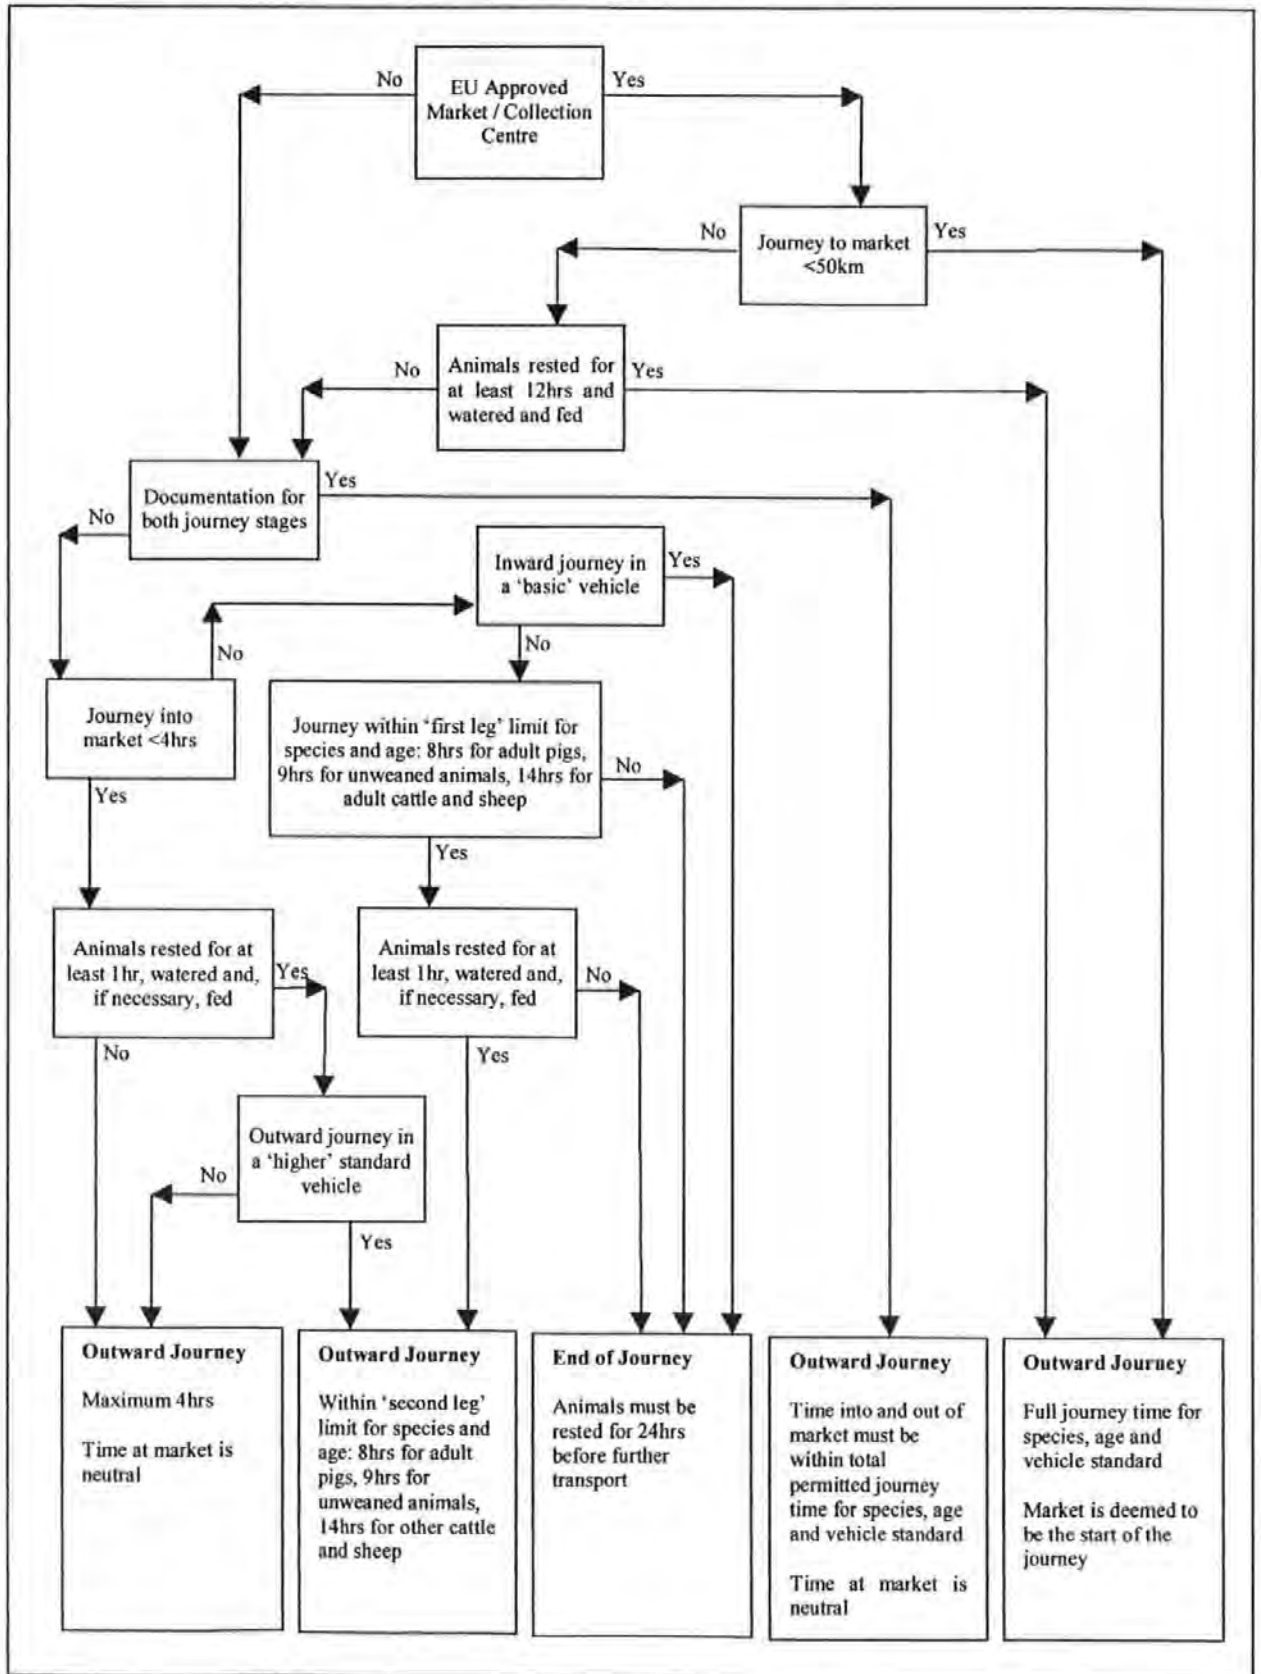 No
EU Approved
Market / Collection
Centre
Yes
No
Journey to market
<50km
Yes
No
Animals rested for
at least 12hrs and
watered and fed
Yes
No
Documentation for
both journey stages
Yes
Inward journey in
a ‘basic’ vehicle
Yes
No
No
Journey into
market <4hrs
Yes
Journey within ‘first leg’ limit for
species and age: 8hrs for adult pigs,
9hrs for unweaned animals, 14hrs for
adult cattle and sheep
No
Yes
Animals rested for at
least 1hr, watered and,
if necessary, fed
Yes
No
Animals rested for at
least 1hr, watered and,
if necessary, fed
No
Yes
Outward journey in
a ‘higher’ standard
vehicle
No
Yes
Outward Journey
Maximum 4hrs
Time at market is
neutral
Outward Journey
Within ‘second leg’
limit for species and
age: 8hrs for adult
pigs, 9hrs for
unweaned animals,
14hrs for other cattle
and sheep
End of Journey
Animals must be
rested for 24hrs
before further
transport
Outward Journey
Time into and out of
market must be
within total
permitted journey
time for species, age
and vehicle standard
Time at market is
neutral
Outward Journey
Full journey time for
species, age and
vehicle standard
Market is deemed to
be the start of the
journey